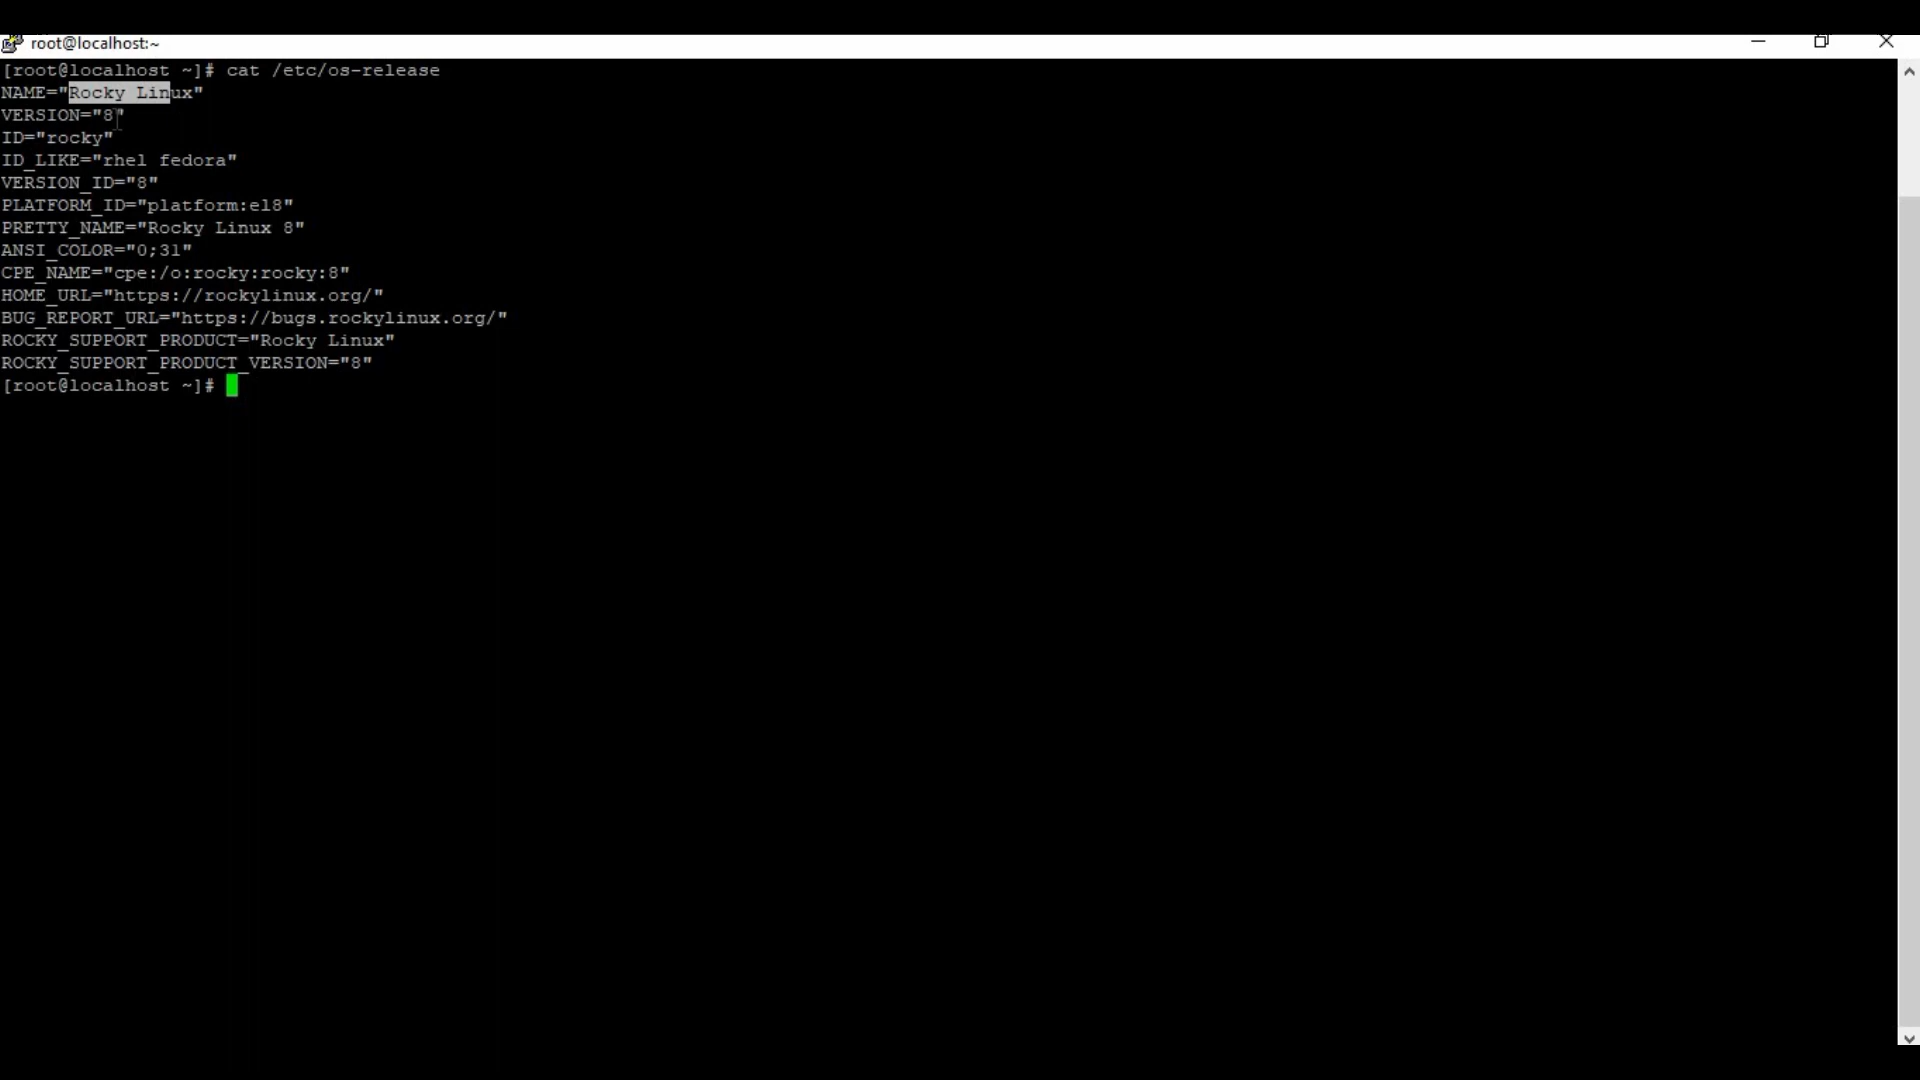 root@localhost:~
[root@localhost ~]# cat /etc/os-release
NAME="Rocky Linux"
VERSION="8"
ID="rocky"
ID_LIKE="rhel fedora"
VERSION_ID="8"
PLATFORM_ID="platform:el8"
PRETTY_NAME="Rocky Linux 8"
ANSI_COLOR="0;31"
CPE_NAME="cpe:/o:rocky:rocky:8"
HOME_URL="https://rockylinux.org/"
BUG_REPORT_URL="https://bugs.rockylinux.org/"
ROCKY_SUPPORT_PRODUCT="Rocky Linux"
ROCKY_SUPPORT_PRODUCT_VERSION="8"
[root@localhost ~]#